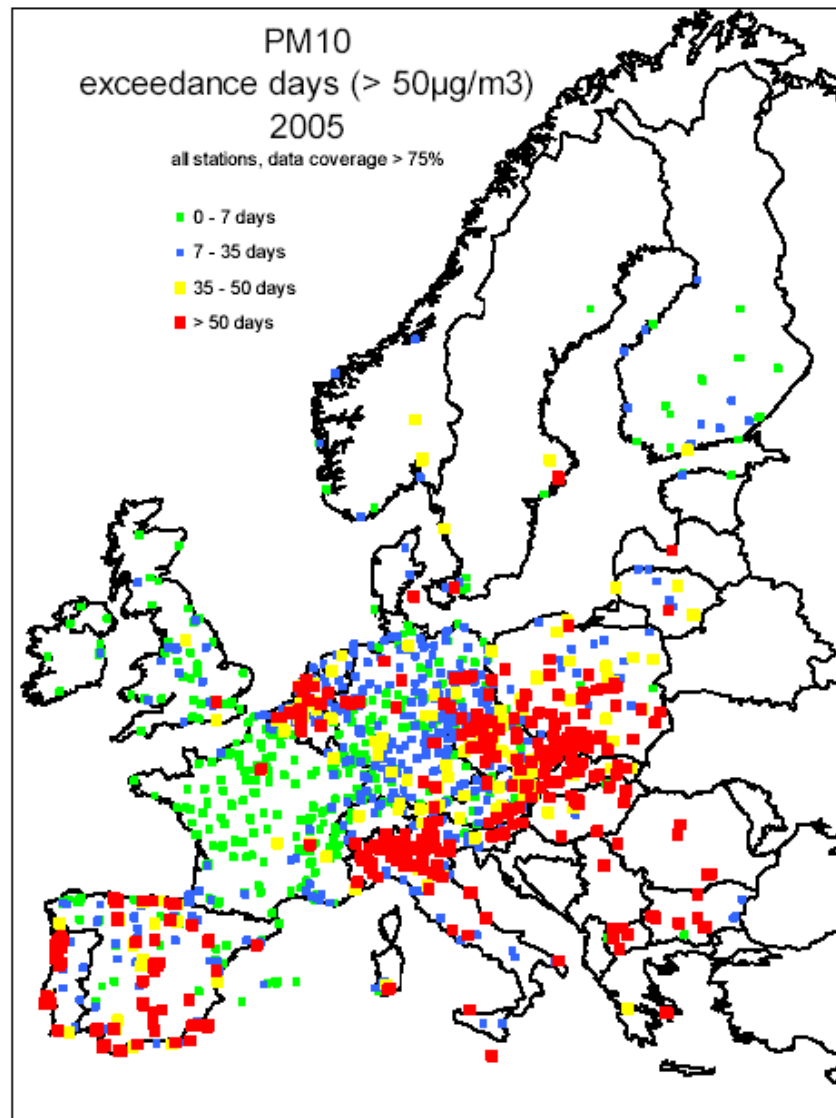 PM10
exceedance days (> 50µg/m3)
2005
all stations, data coverage > 75%
0 - 7 days
7 - 35 days
35 - 50 days
> 50 days